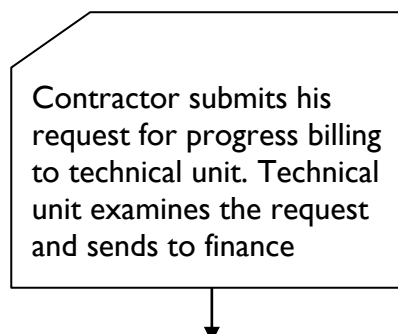 Contractor submits his
request for progress billing
to technical unit. Technical
unit examines the request
and sends to finance